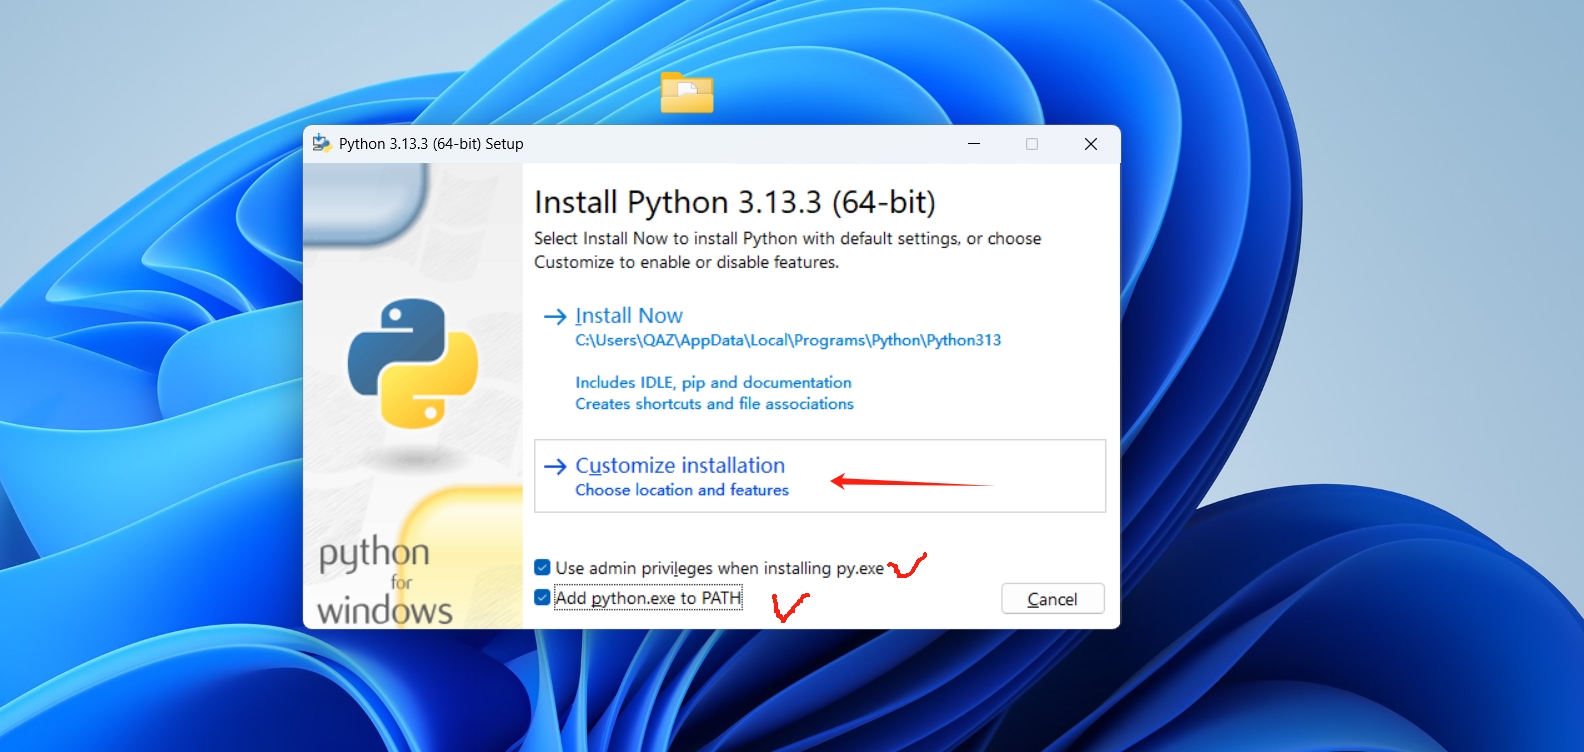 Python 3.13.3 (64-bit) Setup
Install Python 3.13.3 (64-bit)
Select Install Now to install Python with default settings, or choose
Customize to enable or disable features.
Install Now
C:\Users\QAZ\AppData\Local\Programs\Python\Python313
Includes IDLE, pip and documentation
Creates shortcuts and file associations
Customize installation
Choose location and features
Use admin privileges when installing py.exe
Add python.exe to PATH
Cancel
python
for
windows